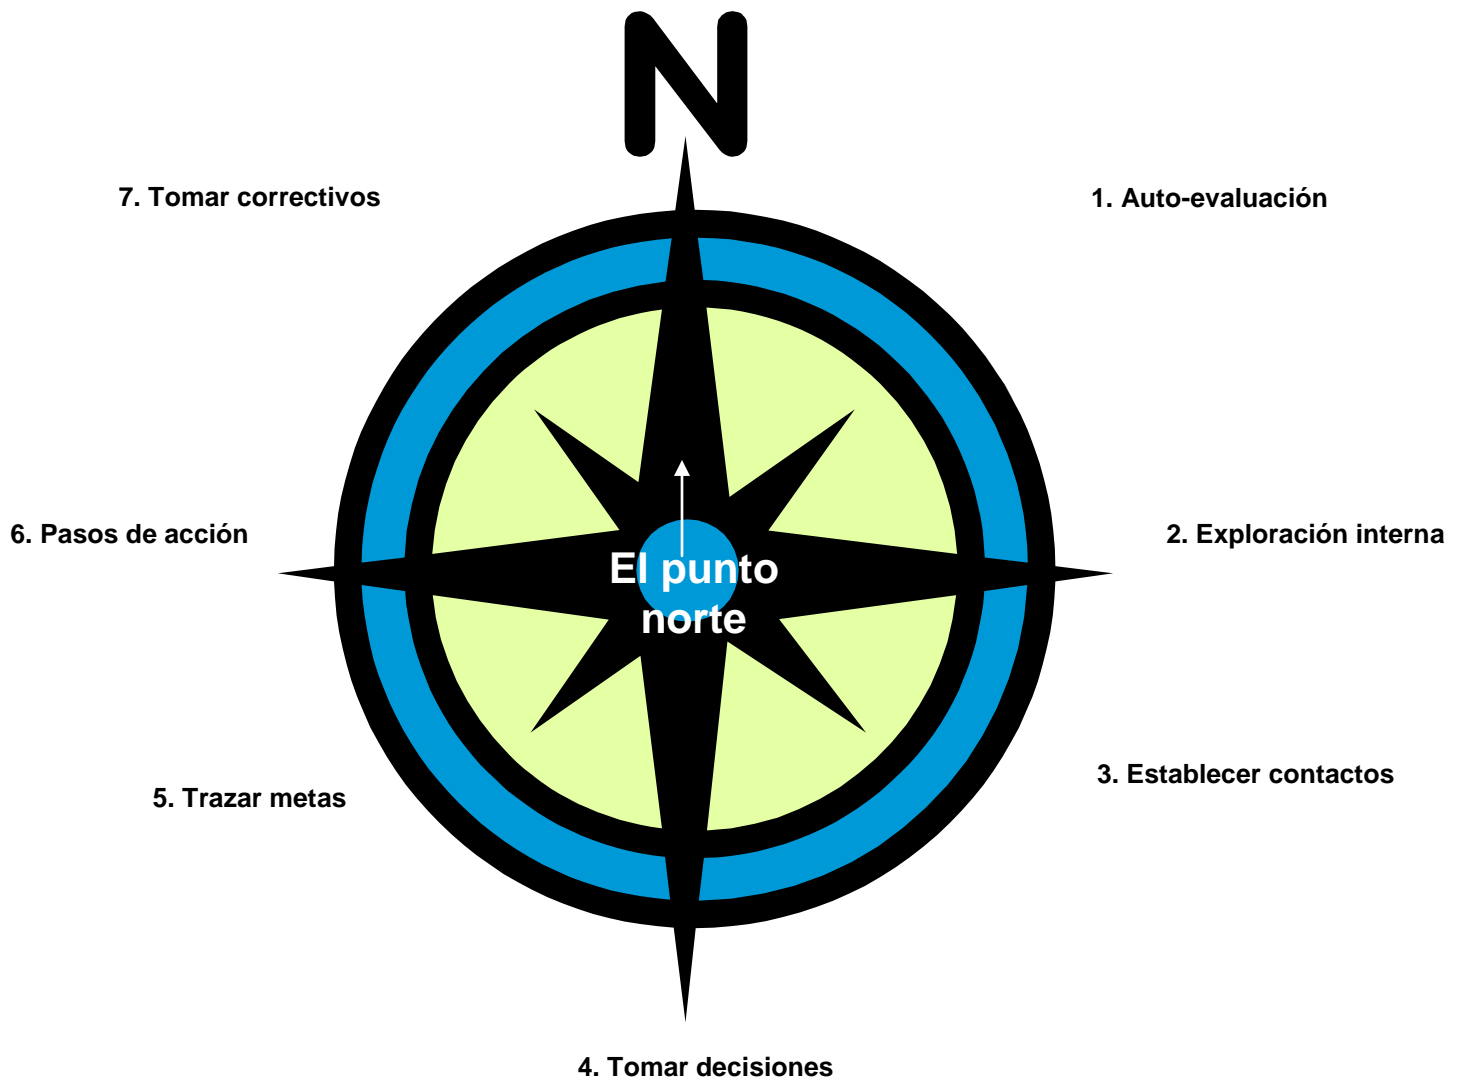 N
7. Tomar correctivos
1. Auto-evaluación
6. Pasos de acción
2. Exploración interna
El punto
norte
3. Establecer contactos
5. Trazar metas
4. Tomar decisiones